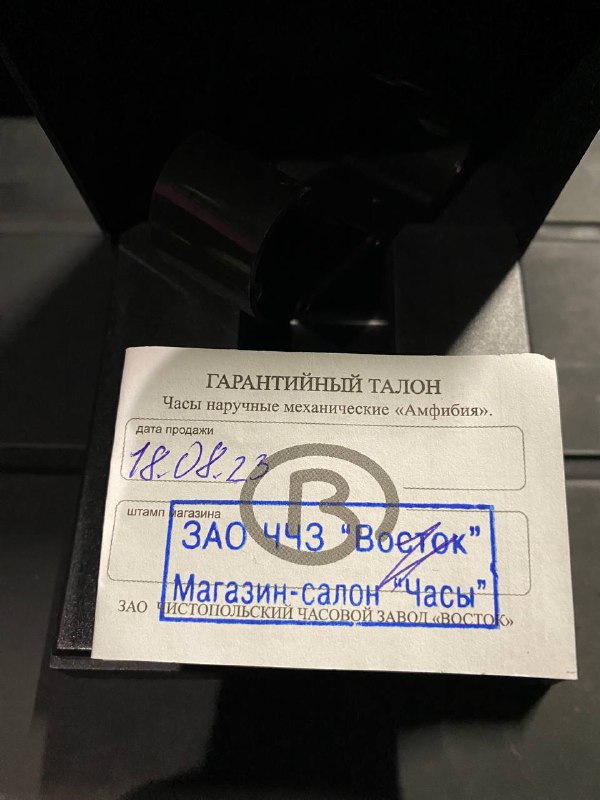 ГАРАНТИЙНЫЙ ТАЛОН
Часы наручные механические «Амфибия».
дата продажи
18.08.23
В
штамп магазина
ЗАО ЧЧЗ "Восток"
Магазин-салон "Часы"
ЗАО ЧИСТОПОЛЬСКИЙ ЧАСОВОЙ ЗАВОД «ВОСТОК»